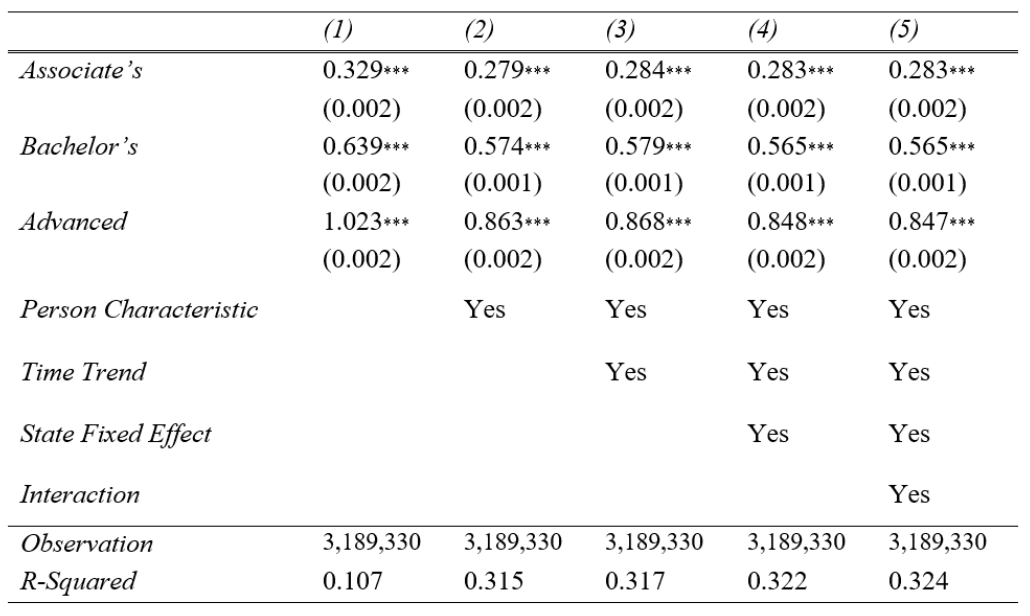 (1) (2) (3) (4) (5)
Associate’s 0.329*** 0.279*** 0.284*** 0.283*** 0.283***
(0.002) (0.002) (0.002) (0.002) (0.002)
Bachelor’s 0.639*** 0.574*** 0.579*** 0.565*** 0.565***
(0.002) (0.001) (0.001) (0.001) (0.001)
Advanced 1.023*** 0.863*** 0.868*** 0.848*** 0.847***
(0.002) (0.002) (0.002) (0.002) (0.002)
Person Characteristic Yes Yes Yes Yes
Time Trend Yes Yes Yes
State Fixed Effect Yes Yes
Interaction Yes
Observation 3,189,330 3,189,330 3,189,330 3,189,330 3,189,330
R-Squared 0.107 0.315 0.317 0.322 0.324